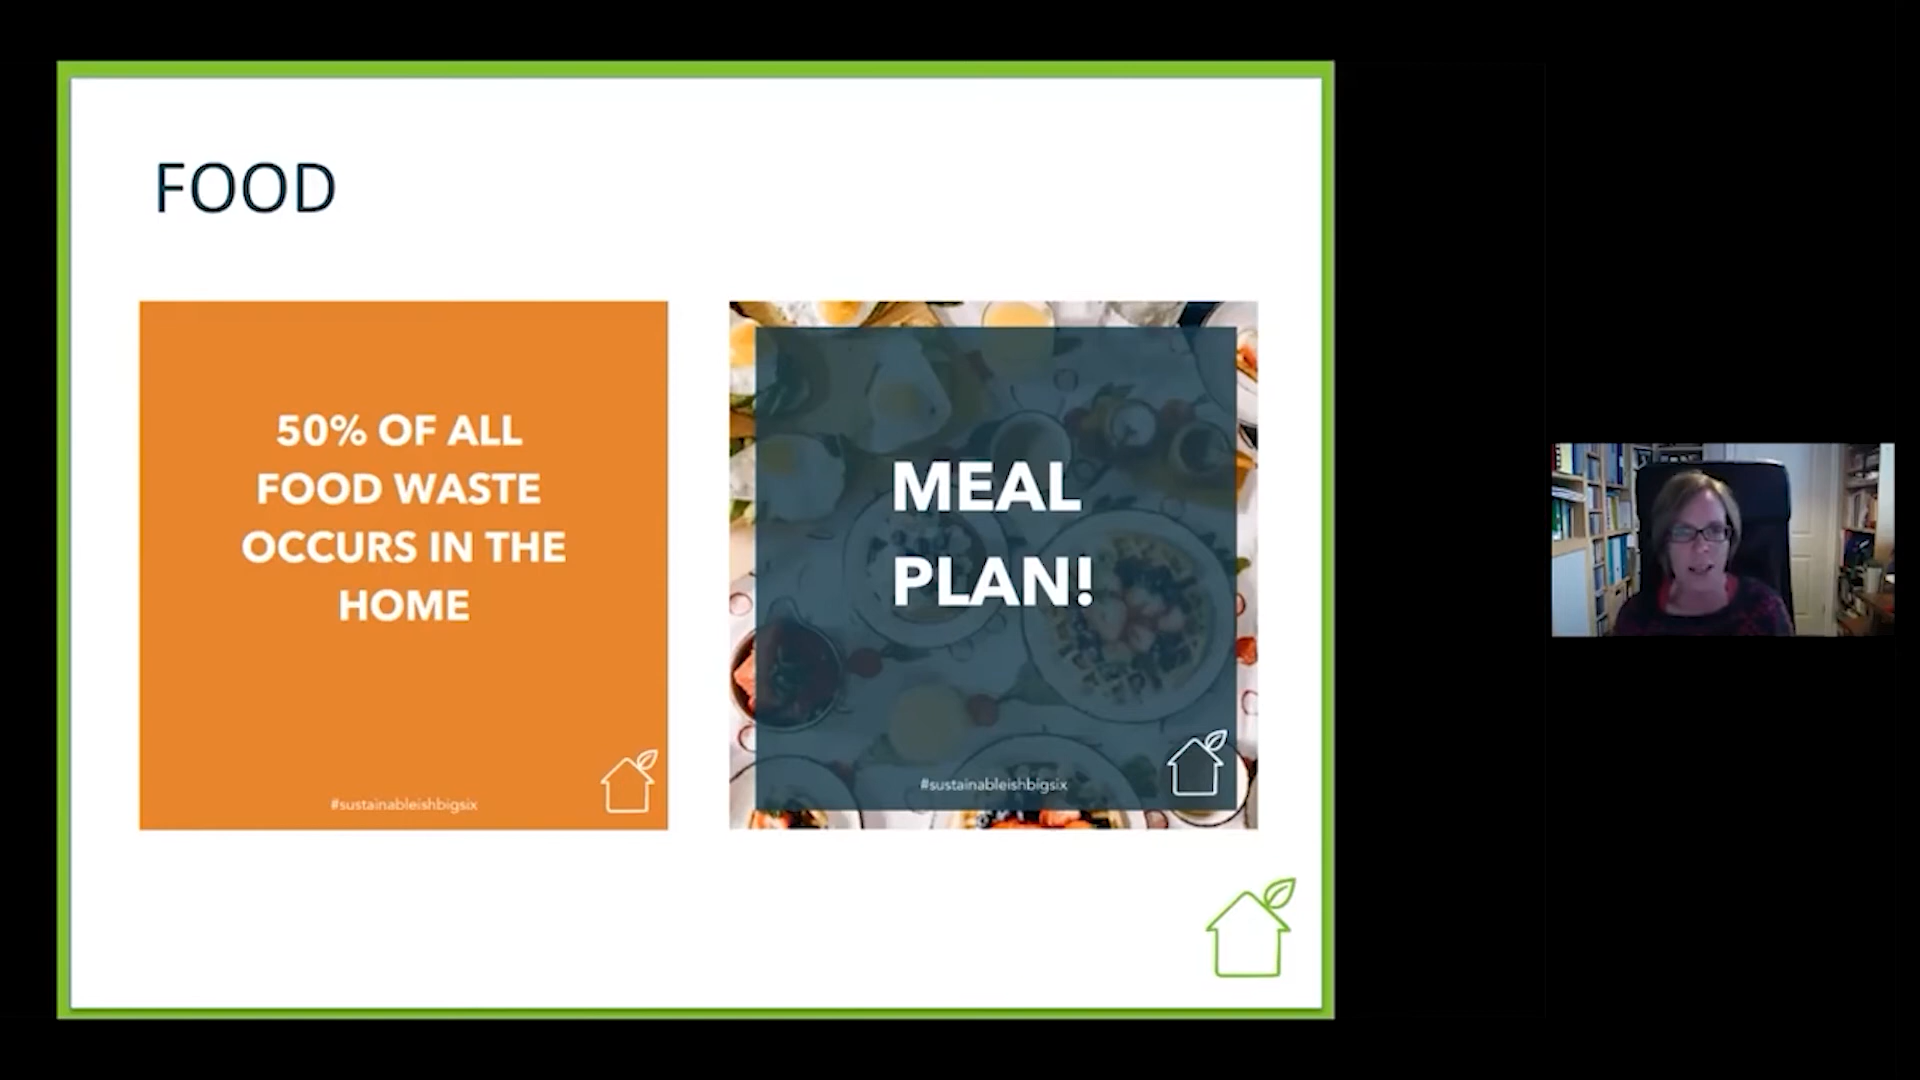 FOOD
50% OF ALL
FOOD WASTE
OCCURS IN THE
HOME
#sustainableishbigsix
MEAL
PLAN!
#sustainableishbigsix